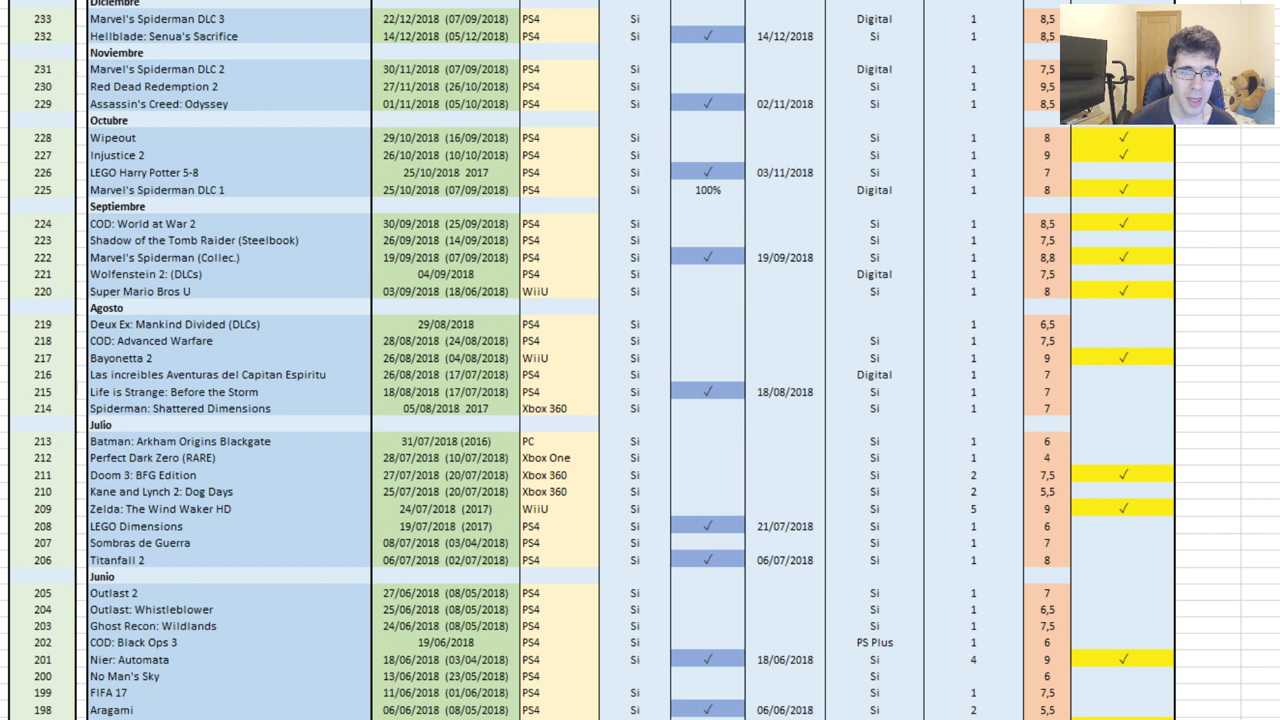 Diciembre
233 Marvel's Spiderman DLC 3 22/12/2018 (07/09/2018) PS4 Si Digital 1 8,5
232 Hellblade: Senua's Sacrifice 14/12/2018 (05/12/2018) PS4 Si ✓ 14/12/2018 Si 1 8,5
Noviembre
231 Marvel's Spiderman DLC 2 30/11/2018 (07/09/2018) PS4 Si Digital 1 7,5
230 Red Dead Redemption 2 27/11/2018 (26/10/2018) PS4 Si Si 1 9,5
229 Assassin's Creed: Odyssey 01/11/2018 (05/10/2018) PS4 Si ✓ 02/11/2018 Si 1 8,5
Octubre
228 Wipeout 29/10/2018 (16/09/2018) PS4 Si Si 1 8 ✓
227 Injustice 2 26/10/2018 (10/10/2018) PS4 Si Si 1 9 ✓
226 LEGO Harry Potter 5-8 25/10/2018 2017 PS4 Si ✓ 03/11/2018 Si 1 7
225 Marvel's Spiderman DLC 1 25/10/2018 (07/09/2018) PS4 Si 100% Digital 1 8 ✓
Septiembre
224 COD: World at War 2 30/09/2018 (25/09/2018) PS4 Si Si 1 8,5 ✓
223 Shadow of the Tomb Raider (Steelbook) 26/09/2018 (14/09/2018) PS4 Si Si 1 7,5
222 Marvel's Spiderman (Collec.) 19/09/2018 (07/09/2018) PS4 Si ✓ 19/09/2018 Si 1 8,8 ✓
221 Wolfenstein 2: (DLCs) 04/09/2018 PS4 Si Digital 1 7,5
220 Super Mario Bros U 03/09/2018 (18/06/2018) WiiU Si Si 1 8 ✓
Agosto
219 Deux Ex: Mankind Divided (DLCs) 29/08/2018 PS4 Si 1 6,5
218 COD: Advanced Warfare 28/08/2018 (24/08/2018) PS4 Si Si 1 7,5
217 Bayonetta 2 26/08/2018 (04/08/2018) WiiU Si Si 1 9 ✓
216 Las increibles Aventuras del Capitan Espiritu 26/08/2018 (17/07/2018) PS4 Si Digital 1 7
215 Life is Strange: Before the Storm 18/08/2018 (17/07/2018) PS4 Si ✓ 18/08/2018 Si 1 7
214 Spiderman: Shattered Dimensions 05/08/2018 2017 Xbox 360 Si Si 1 7
Julio
213 Batman: Arkham Origins Blackgate 31/07/2018 (2016) PC Si Si 1 6
212 Perfect Dark Zero (RARE) 28/07/2018 (10/07/2018) Xbox One Si Si 1 4
211 Doom 3: BFG Edition 27/07/2018 (20/07/2018) Xbox 360 Si Si 2 7,5 ✓
210 Kane and Lynch 2: Dog Days 25/07/2018 (20/07/2018) Xbox 360 Si Si 2 5,5
209 Zelda: The Wind Waker HD 24/07/2018 (2017) WiiU Si Si 5 9 ✓
208 LEGO Dimensions 19/07/2018 (2017) PS4 Si ✓ 21/07/2018 Si 1 6
207 Sombras de Guerra 08/07/2018 (03/04/2018) PS4 Si Si 1 7
206 Titanfall 2 06/07/2018 (02/07/2018) PS4 Si ✓ 06/07/2018 Si 1 8
Junio
205 Outlast 2 27/06/2018 (08/05/2018) PS4 Si Si 1 7
204 Outlast: Whistleblower 25/06/2018 (08/05/2018) PS4 Si Si 1 6,5
203 Ghost Recon: Wildlands 24/06/2018 (08/05/2018) PS4 Si Si 1 7,5
202 COD: Black Ops 3 19/06/2018 PS4 Si PS Plus 1 6
201 Nier: Automata 18/06/2018 (03/04/2018) PS4 Si ✓ 18/06/2018 Si 4 9 ✓
200 No Man's Sky 13/06/2018 (23/05/2018) PS4 Si 6
199 FIFA 17 11/06/2018 (01/06/2018) PS4 Si Si 1 7,5
198 Aragami 06/06/2018 (08/05/2018) PS4 Si ✓ 06/06/2018 Si 2 5,5